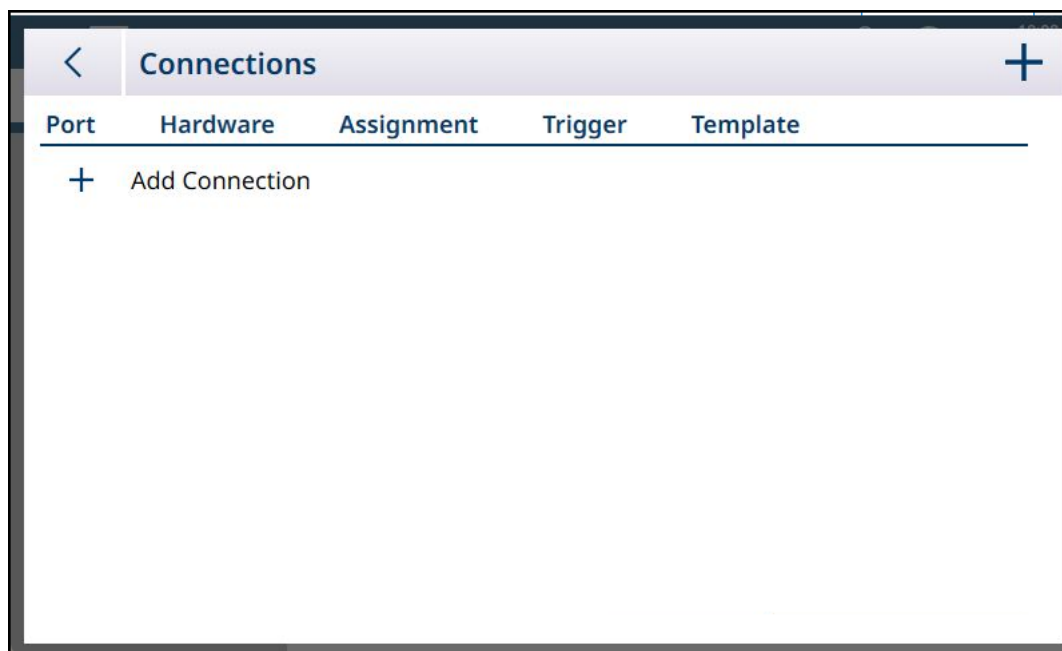 Connections
Port Hardware Assignment Trigger Template
Add Connection